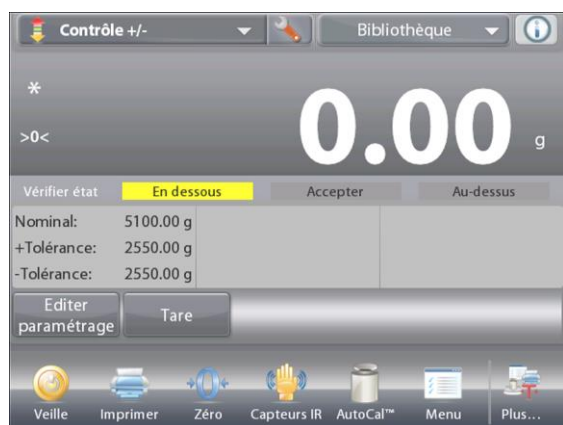 Contrôle +/-
Bibliothèque
*
>0<
0.00 g
Vérifier état En dessous Accepter Au-dessus
Nominal: 5100.00 g
+Tolérance: 2550.00 g
-Tolérance: 2550.00 g
Editer paramétrage
Tare
Veille Imprimer Zéro Capteurs IR AutoCal™ Menu Plus...